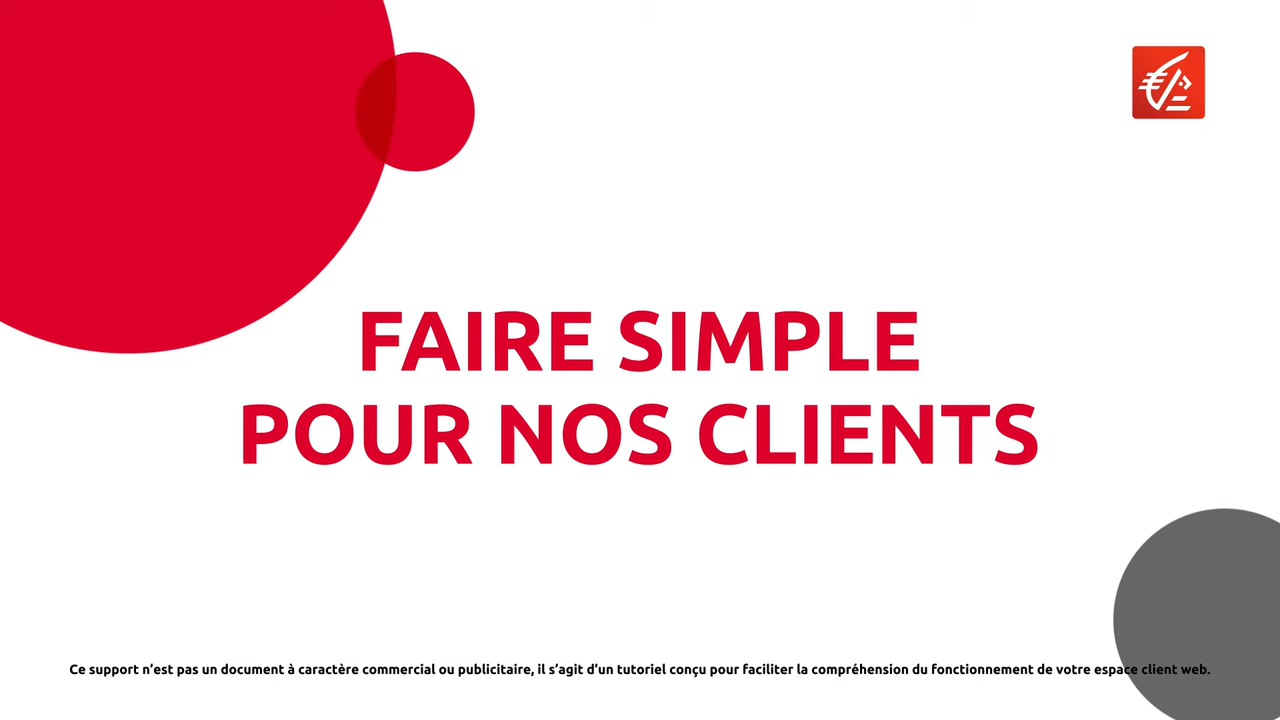 FAIRE SIMPLE
POUR NOS CLIENTS
Ce support n’est pas un document à caractère commercial ou publicitaire, il s’agit d’un tutoriel conçu pour faciliter la compréhension du fonctionnement de votre espace client web.